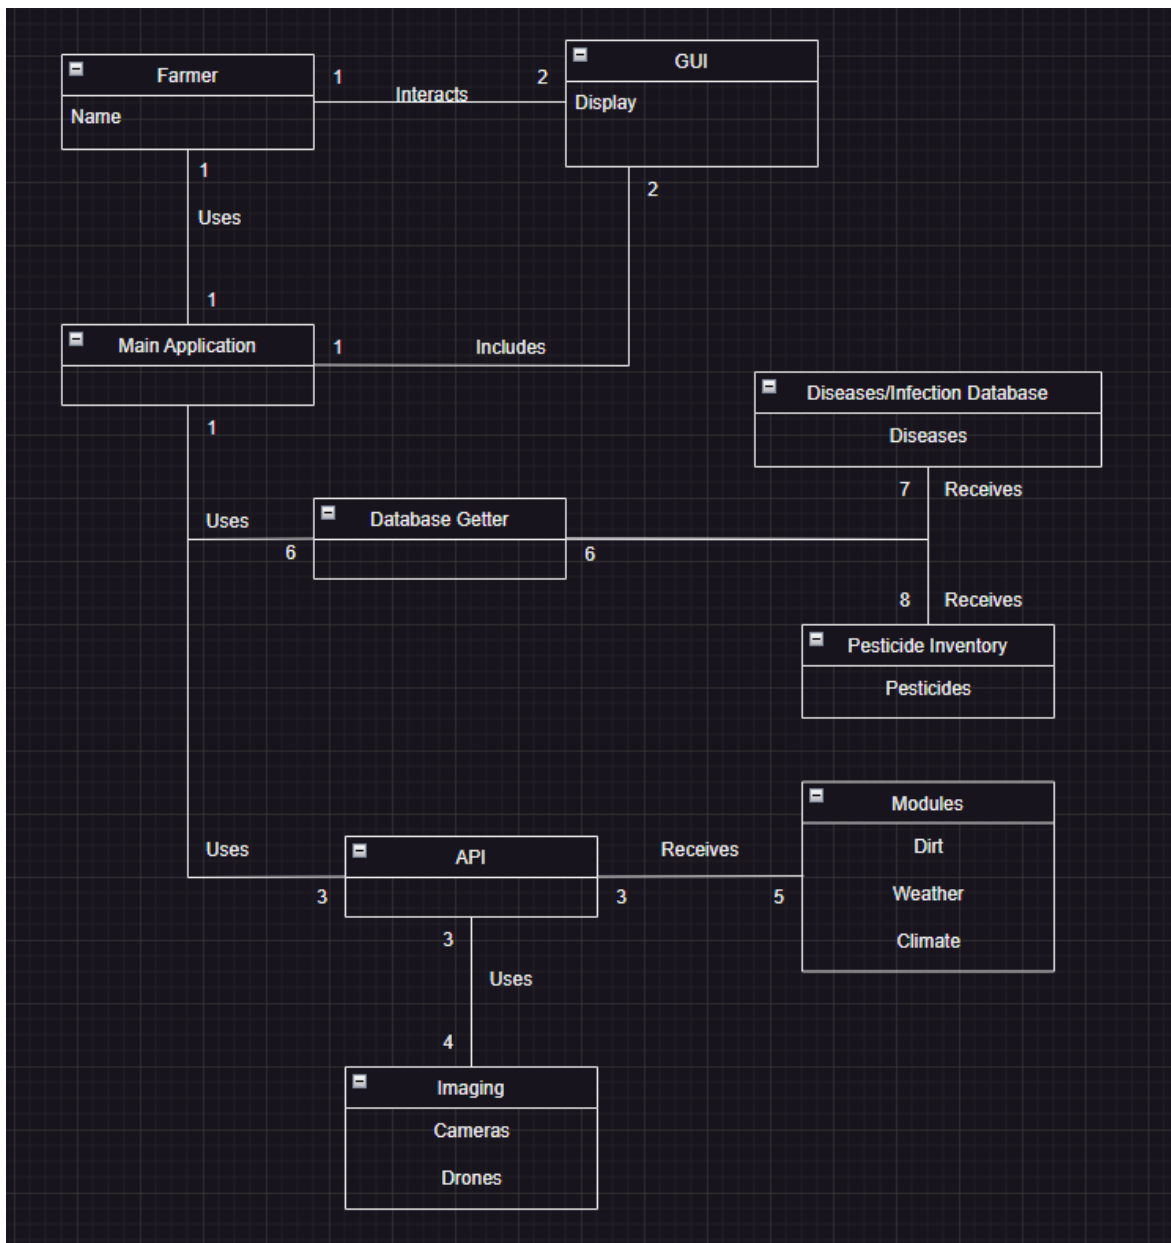 Farmer
Name
1
Interacts
2
GUI
Display
1
Uses
1
2
Main Application
1
Includes
1
Diseases/Infection Database
Diseases
7
Receives
Uses
6
Database Getter
6
8
Receives
Pesticide Inventory
Pesticides
Uses
3
API
3
Receives
5
Modules
Dirt
Weather
Climate
3
Uses
4
Imaging
Cameras
Drones